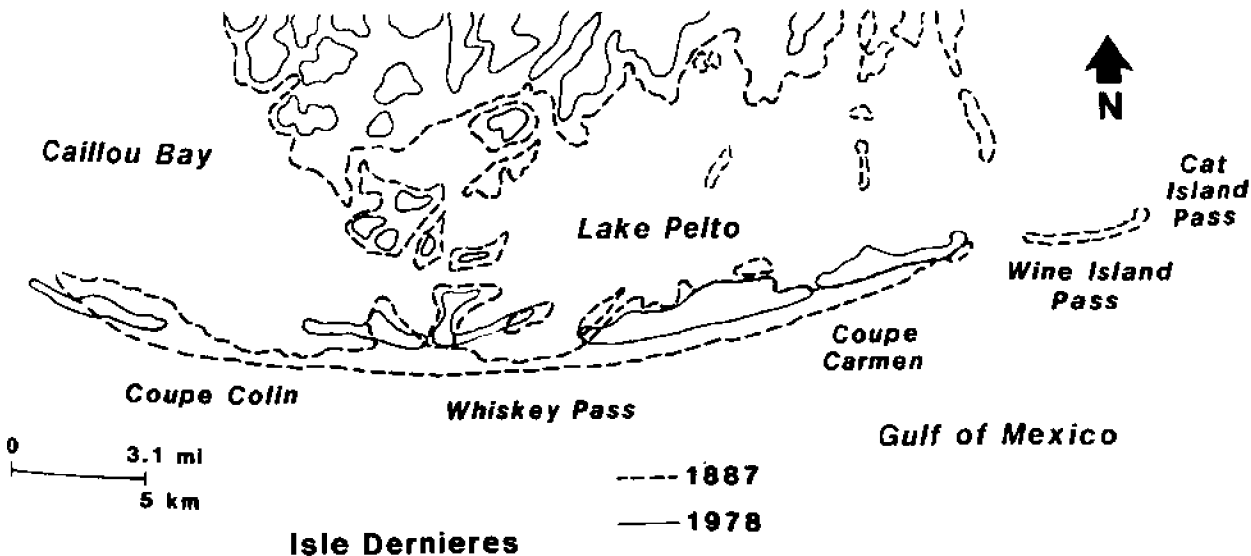 N
Caillou Bay
Cat
Island
Pass
Lake Pelto
Wine Island
Pass
Coupe
Carmen
Coupe Colin
Whiskey Pass
Gulf of Mexico
0
3.1 mi
5 km
1887
1978
Isle Dernieres